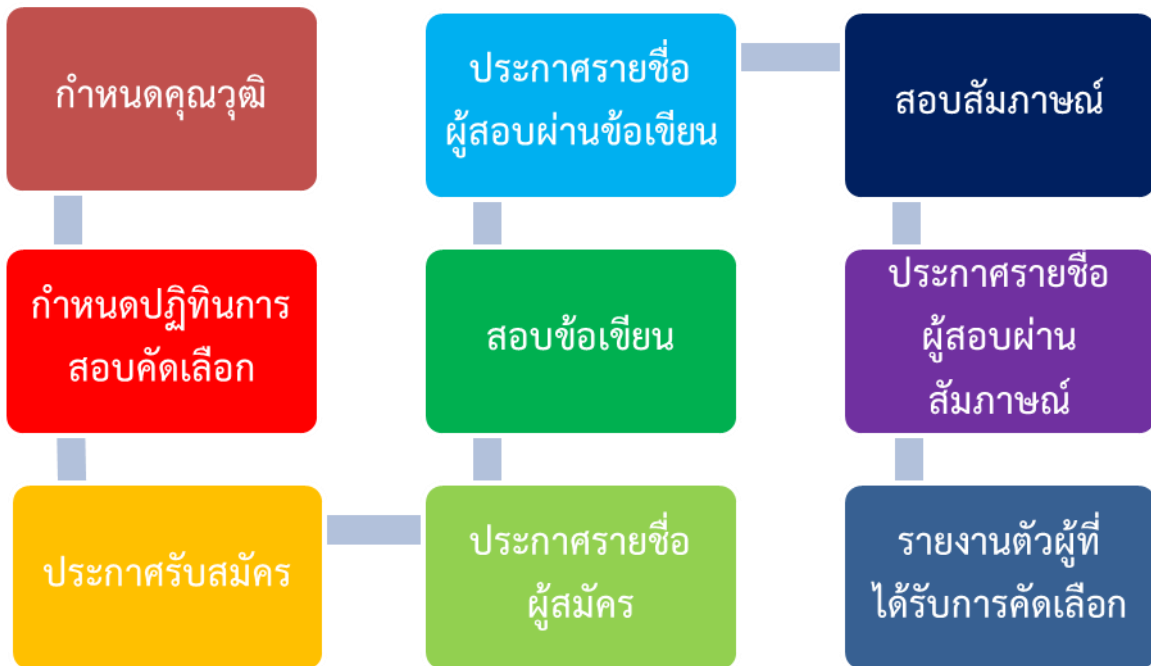 กำหนดคุณวุฒิ
กำหนดปฏิทินการ
สอบคัดเลือก
ประกาศรับสมัคร
ประกาศรายชื่อ
ผู้สมัคร
สอบข้อเขียน
ประกาศรายชื่อ
ผู้สอบผ่านข้อเขียน
สอบสัมภาษณ์
ประกาศรายชื่อ
ผู้สอบผ่าน
สัมภาษณ์
รายงานตัวผู้ที่
ได้รับการคัดเลือก